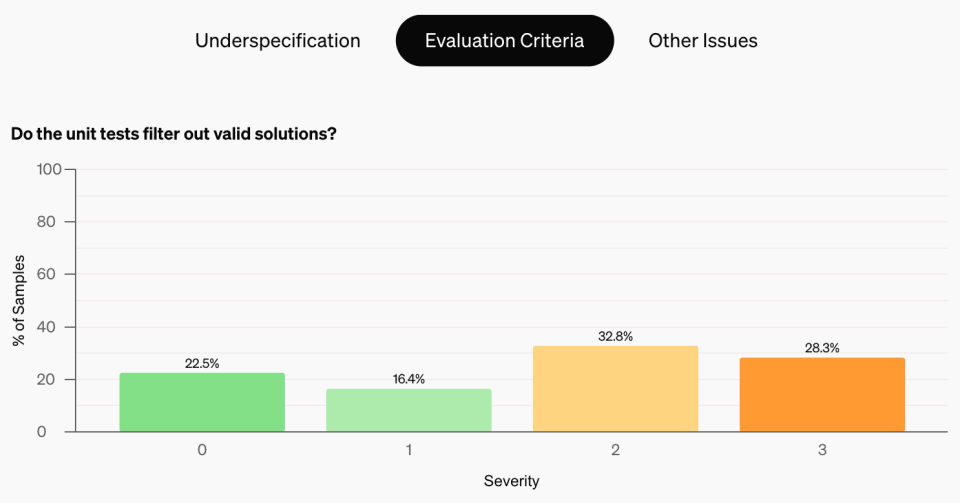 Underspecification Evaluation Criteria Other Issues
Do the unit tests filter out valid solutions?
100
80
60
40
20
0
% of Samples
22.5%
16.4%
32.8%
28.3%
0 1 2 3
Severity